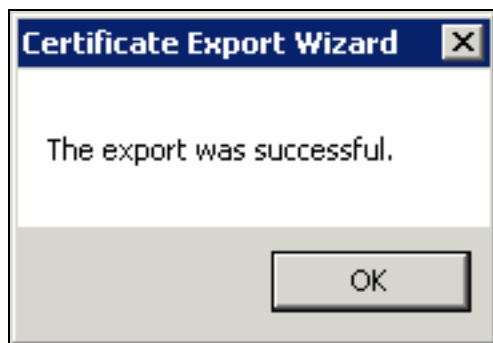 Certificate Export Wizard
The export was successful.
OK